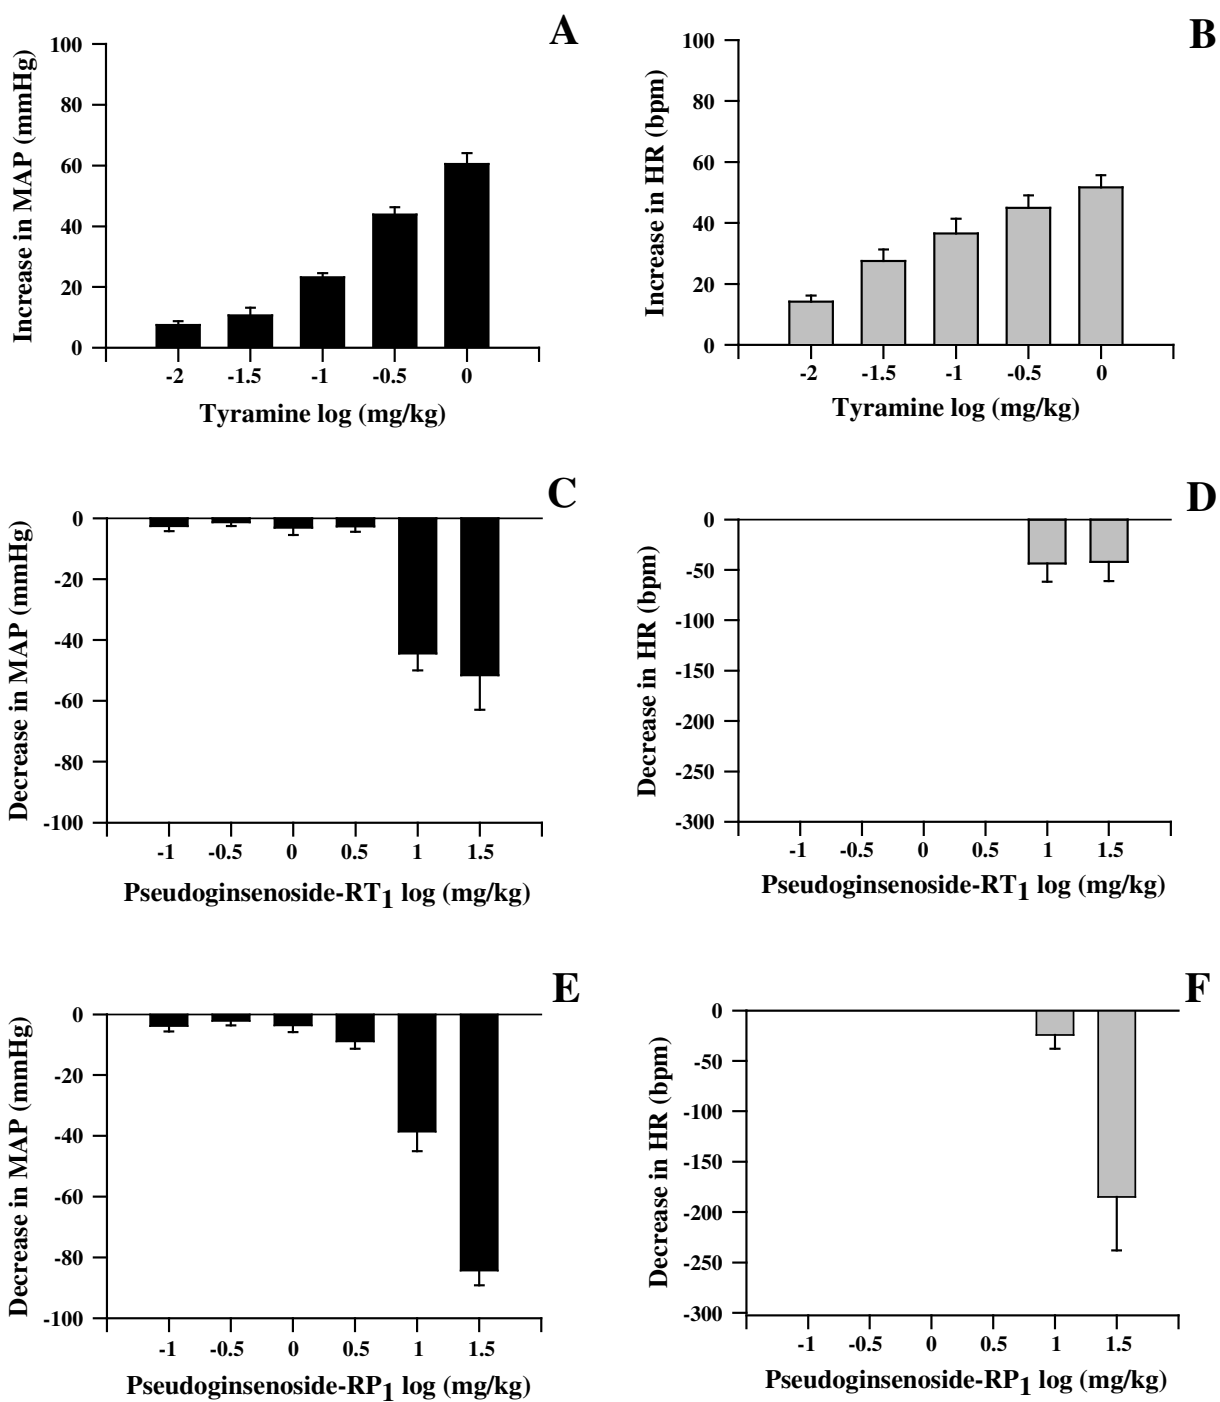 A
Increase in MAP (mmHg)
100
80
60
40
20
0
-2 -1.5 -1 -0.5 0
Tyramine log (mg/kg)
B
Increase in HR (bpm)
100
80
60
40
20
0
-2 -1.5 -1 -0.5 0
Tyramine log (mg/kg)
C
Decrease in MAP (mmHg)
0
-20
-40
-60
-80
-100
-1 -0.5 0 0.5 1 1.5
Pseudoginsenoside-RT1 log (mg/kg)
D
Decrease in HR (bpm)
0
-50
-100
-150
-200
-250
-300
-1 -0.5 0 0.5 1 1.5
Pseudoginsenoside-RT1 log (mg/kg)
E
Decrease in MAP (mmHg)
0
-20
-40
-60
-80
-100
-1 -0.5 0 0.5 1 1.5
Pseudoginsenoside-RP1 log (mg/kg)
F
Decrease in HR (bpm)
0
-50
-100
-150
-200
-250
-300
-1 -0.5 0 0.5 1 1.5
Pseudoginsenoside-RP1 log (mg/kg)